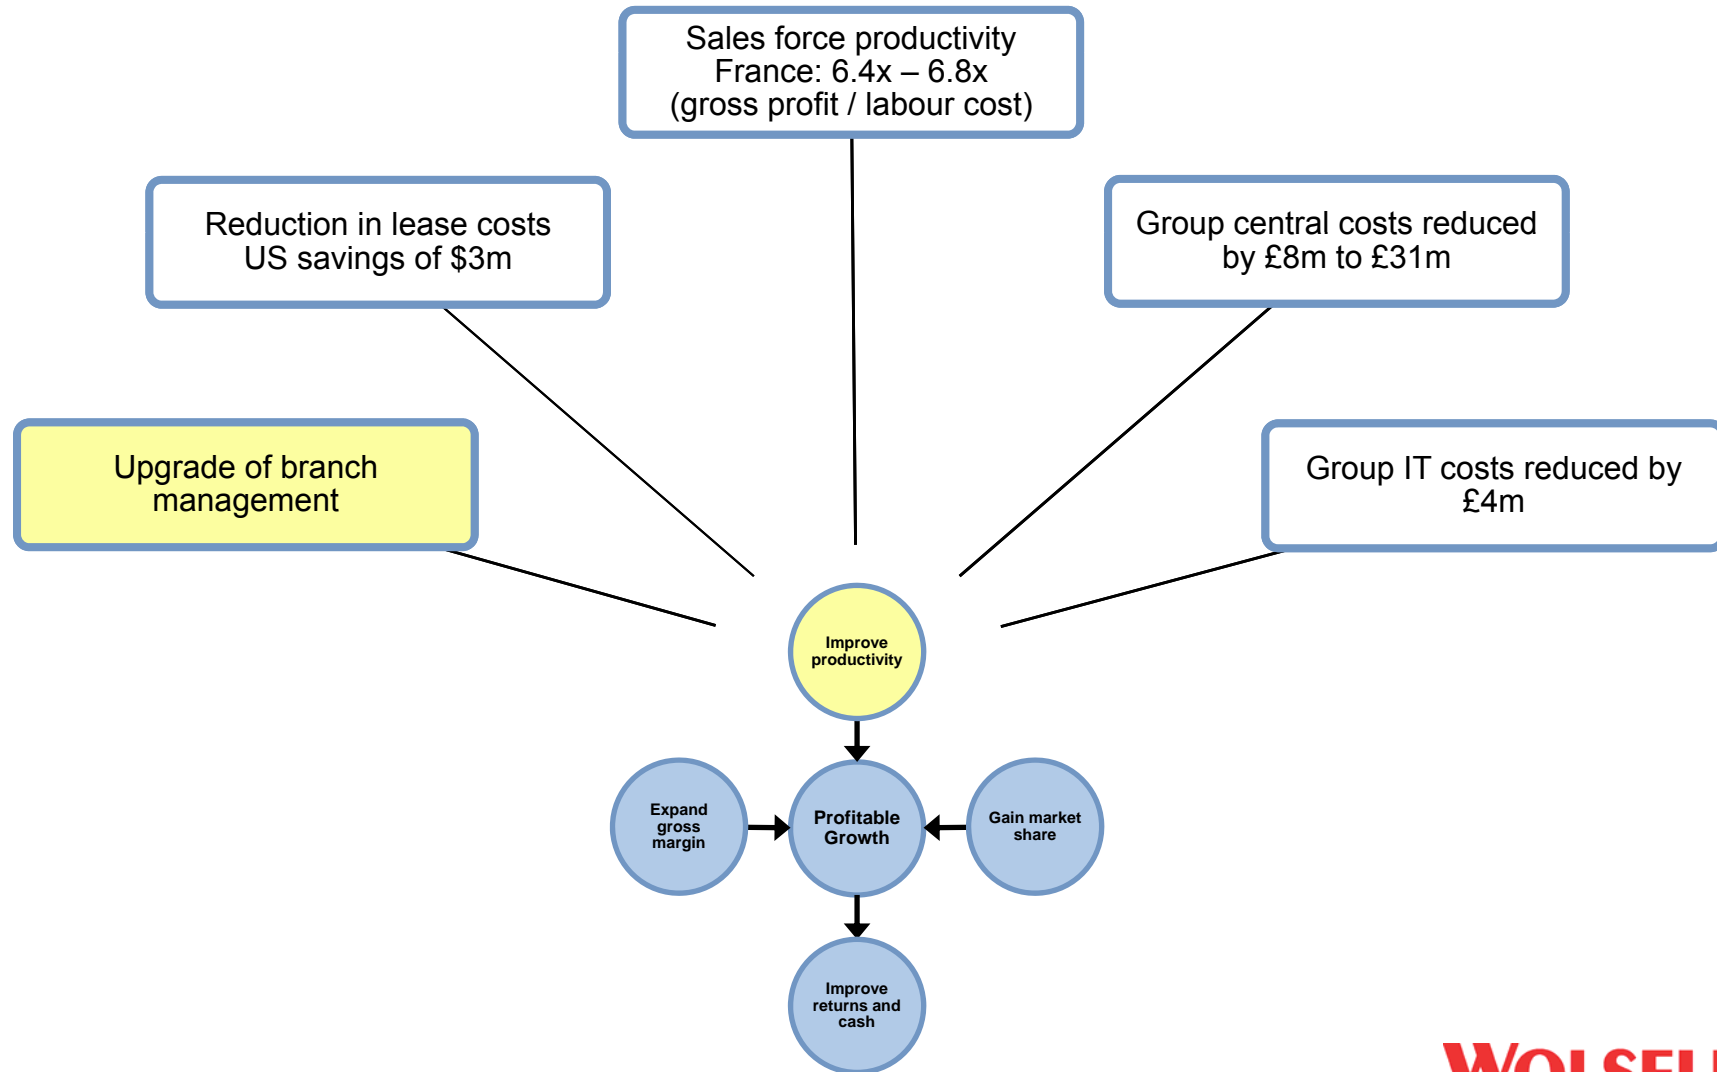 Sales force productivity
France: 6.4x – 6.8x
(gross profit / labour cost)
Reduction in lease costs
US savings of $3m
Group central costs reduced
by £8m to £31m
Upgrade of branch
management
Group IT costs reduced by
£4m
Improve
productivity
Expand
gross
margin
Profitable
Growth
Gain market
share
Improve
returns and
cash